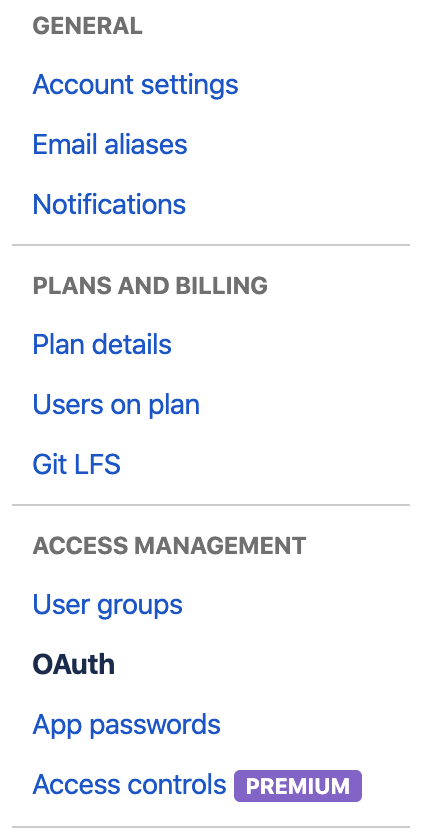 GENERAL
Account settings
Email aliases
Notifications
PLANS AND BILLING
Plan details
Users on plan
Git LFS
ACCESS MANAGEMENT
User groups
OAuth
App passwords
Access controls PREMIUM